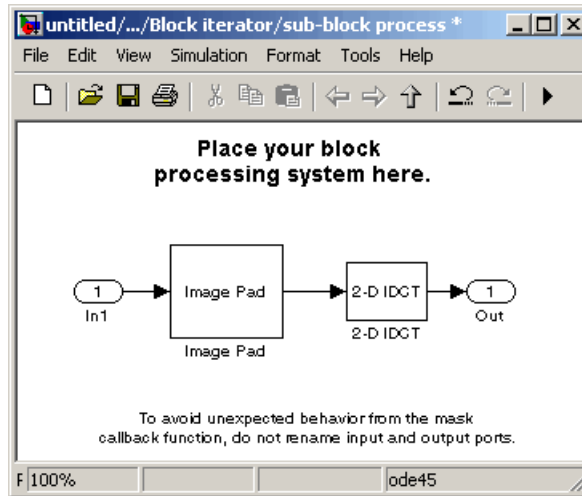 untitled/.../Block iterator/sub-block process *
File Edit View Simulation Format Tools Help
Place your block
processing system here.
1
In1
Image Pad
Image Pad
2-D IDCT
2-D IDCT
1
Out
To avoid unexpected behavior from the mask
callback function, do not rename input and output ports.
F 100% ode45